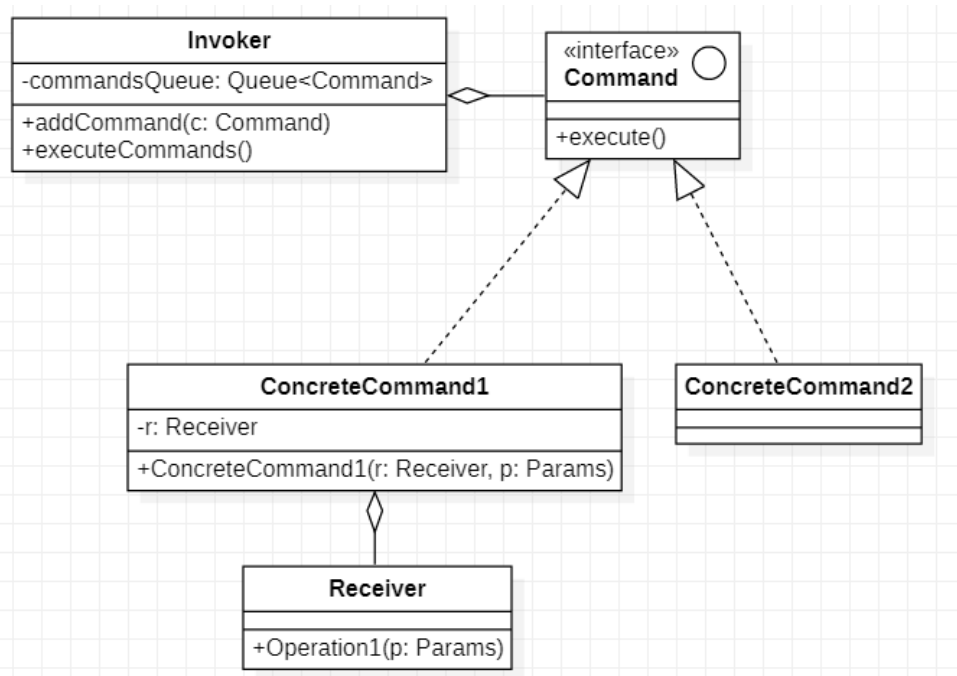 Invoker
-commandsQueue: Queue<Command>
+addCommand(c: Command)
+executeCommands()
«interface»
Command
+execute()
ConcreteCommand1
-r: Receiver
+ConcreteCommand1(r: Receiver, p: Params)
ConcreteCommand2
Receiver
+Operation1(p: Params)